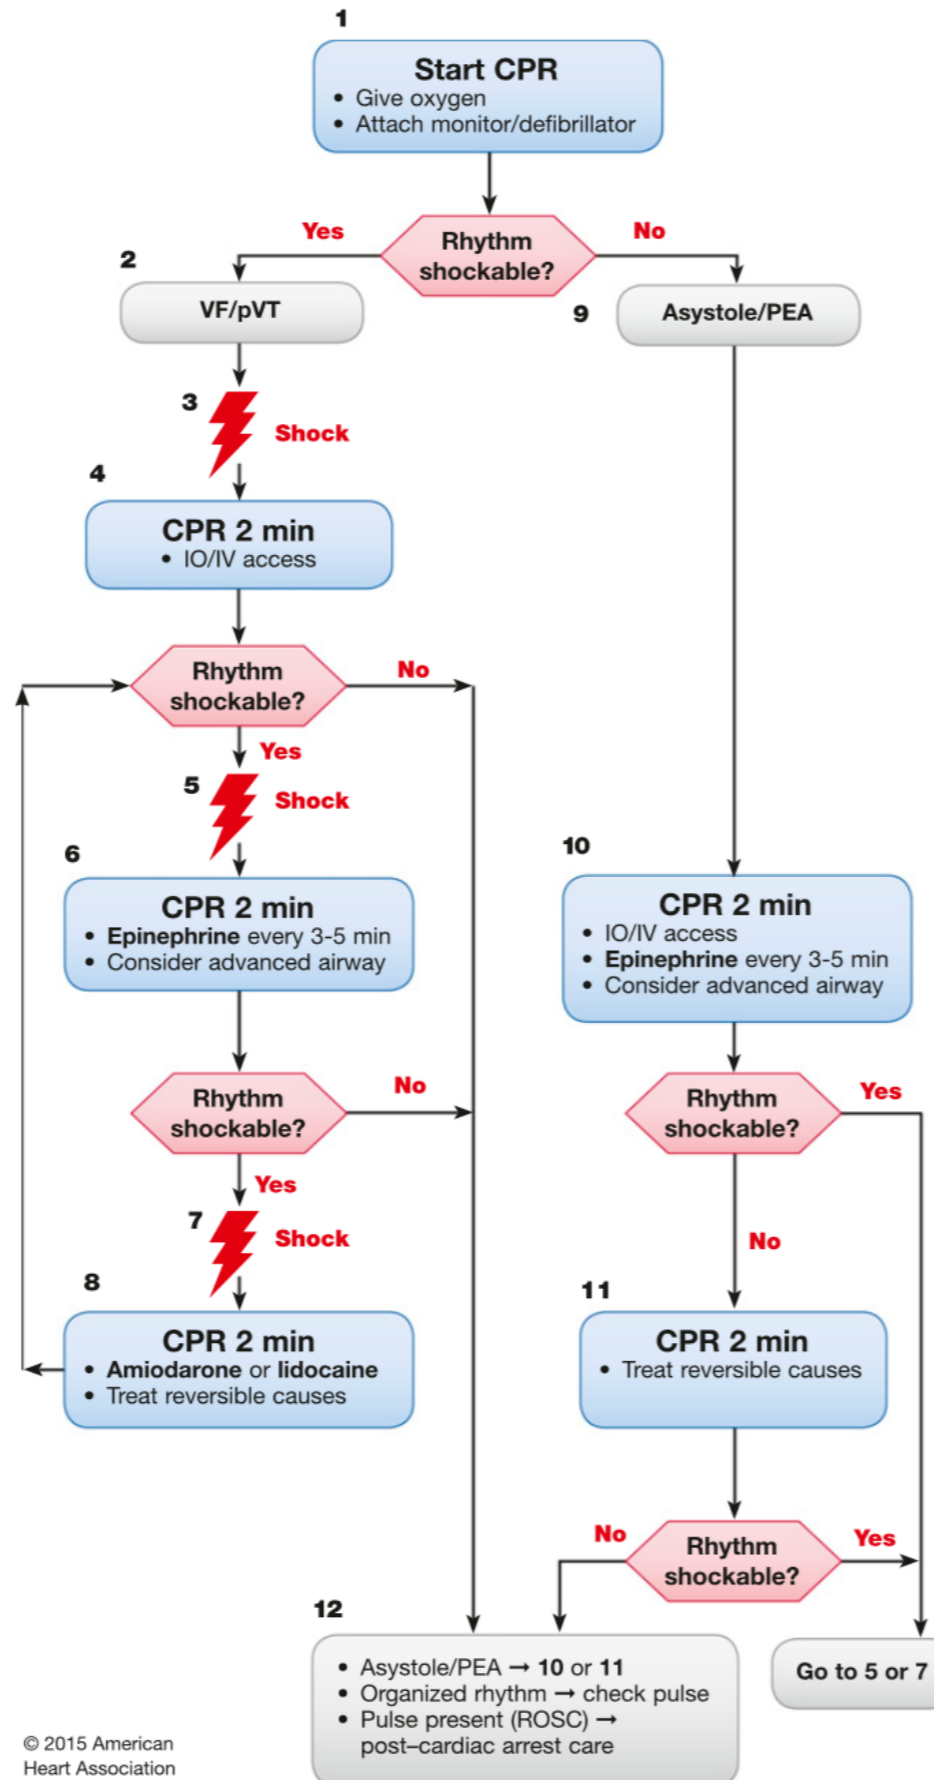 1
Start CPR
• Give oxygen
• Attach monitor/defibrillator
Rhythm
shockable?
Yes
No
2
VF/pVT
9
Asystole/PEA
3
Shock
4
CPR 2 min
• IO/IV access
Rhythm
shockable?
No
Yes
5
Shock
6
CPR 2 min
• Epinephrine every 3-5 min
• Consider advanced airway
Rhythm
shockable?
No
Yes
7
Shock
8
CPR 2 min
• Amiodarone or lidocaine
• Treat reversible causes
10
CPR 2 min
• IO/IV access
• Epinephrine every 3-5 min
• Consider advanced airway
Rhythm
shockable?
Yes
No
11
CPR 2 min
• Treat reversible causes
Rhythm
shockable?
No
Yes
12
• Asystole/PEA → 10 or 11
• Organized rhythm → check pulse
• Pulse present (ROSC) →
post–cardiac arrest care
Go to 5 or 7
© 2015 American
Heart Association